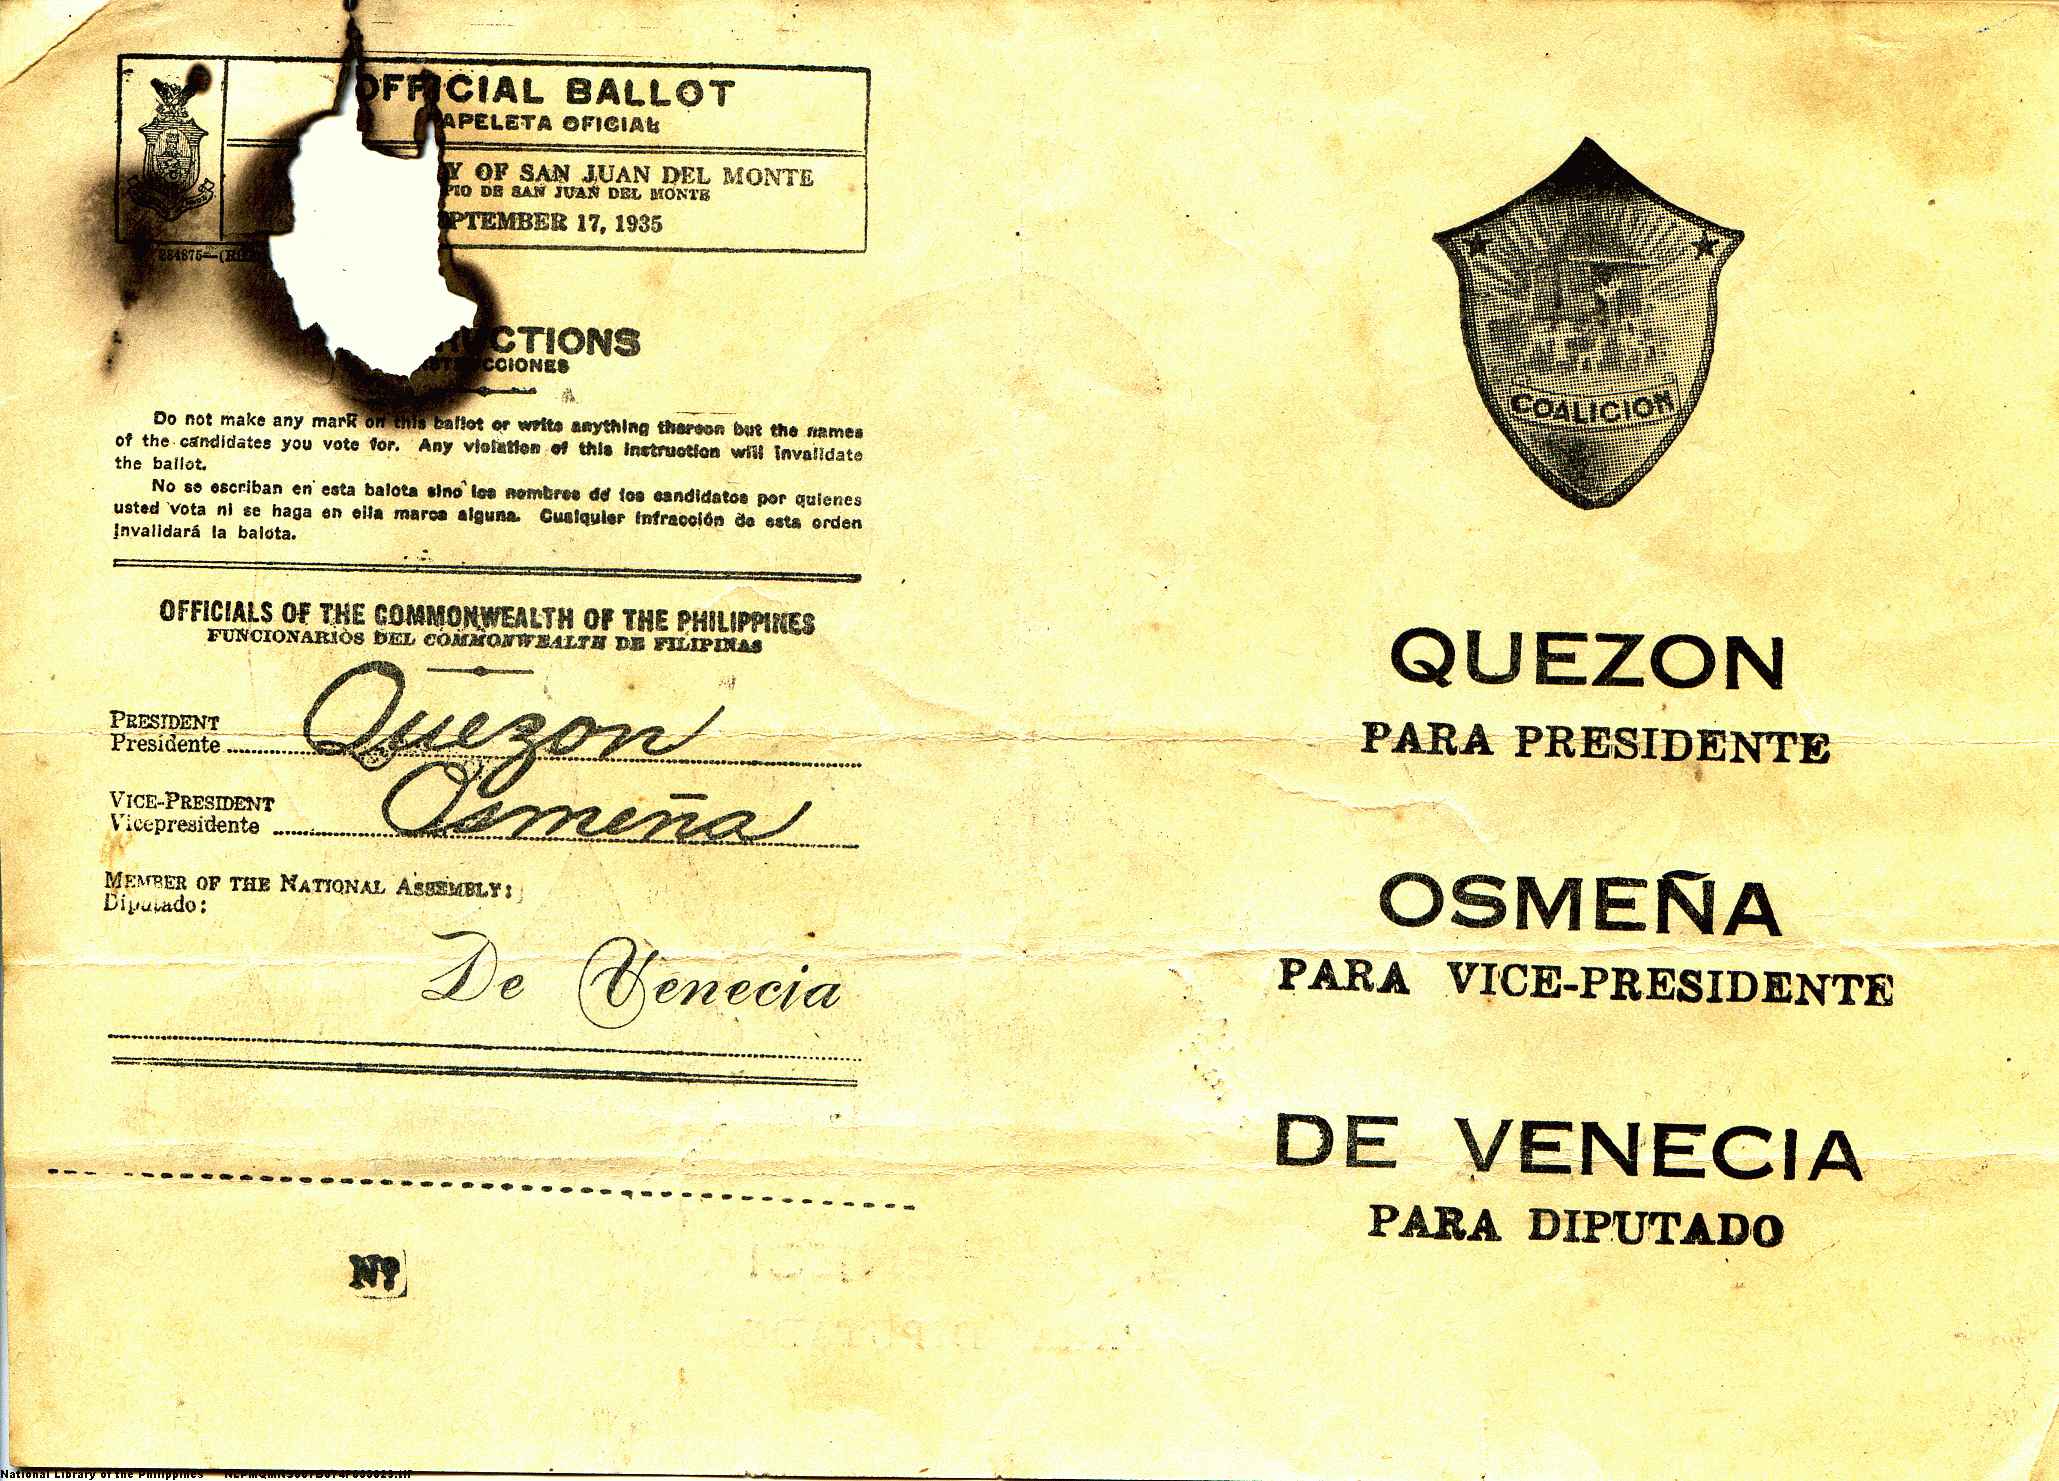 OFFICIAL BALLOT
APELETA OFICIAL
Y OF SAN JUAN DEL MONTE
PIO DE SAN JUAN DEL MONTE
PTEMBER 17, 1935
CTIONS
CCIONES
Do not make any mark on this ballot or write anything thereon but the names
of the candidates you vote for. Any violation of this instruction will invalidate
the ballot.
No se escriban en esta balota sino los nombres de los candidatos por quienes
usted vota ni se haga en ella marca alguna. Cualquier infracción de esta orden
invalidará la balota.
OFFICIALS OF THE COMMONWEALTH OF THE PHILIPPINES
FUNCIONARIOS DEL COMMONWEALTH DE FILIPINAS
PRESIDENT
Presidente
Quezon
VICE-PRESIDENT
Vicepresidente
Osmeña
MEMBER OF THE NATIONAL ASSEMBLY:
Diputado:
De Venecia
Nº
COALICION
QUEZON
PARA PRESIDENTE
OSMEÑA
PARA VICE-PRESIDENTE
DE VENECIA
PARA DIPUTADO
National Library of the Philippines